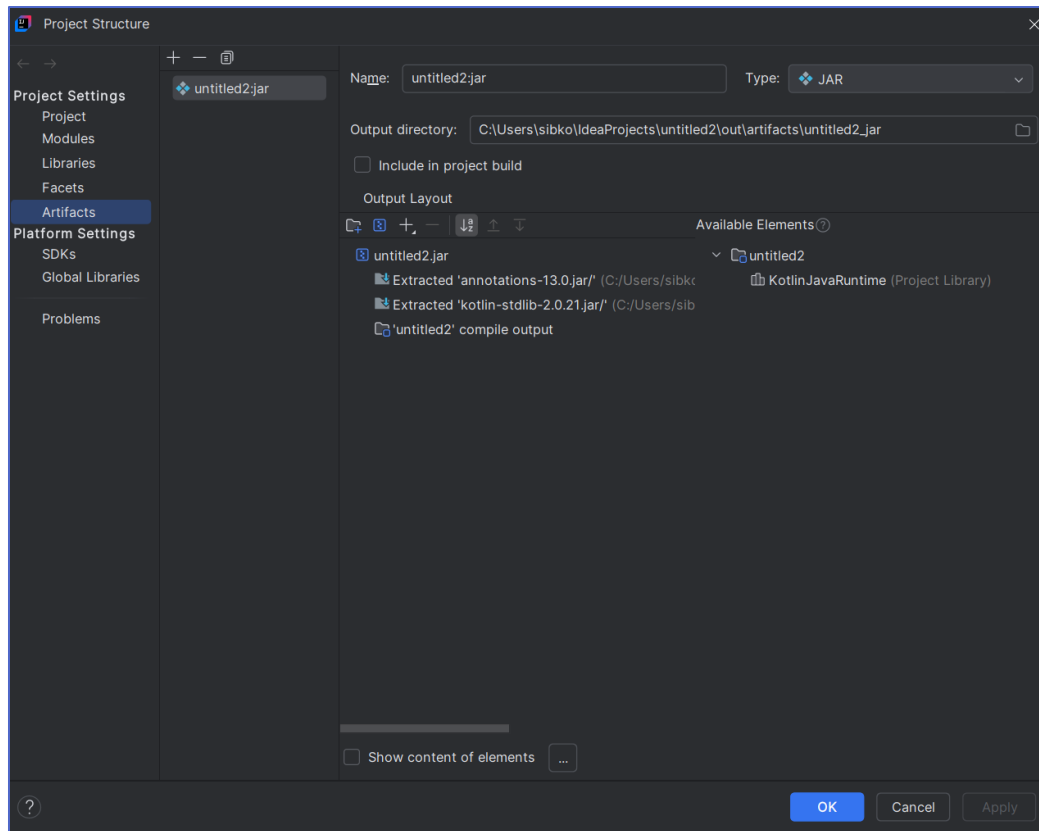 Project Structure
Project Settings
Project
Modules
Libraries
Facets
Artifacts
Platform Settings
SDKs
Global Libraries
Problems
untitled2:jar
Name: untitled2:jar Type: JAR
Output directory: C:\Users\sibko\IdeaProjects\untitled2\out\artifacts\untitled2_jar
Include in project build
Output Layout
untitled2.jar
Extracted 'annotations-13.0.jar/' (C:/Users/sibko
Extracted 'kotlin-stdlib-2.0.21.jar/' (C:/Users/sib
'untitled2' compile output
Available Elements
untitled2
KotlinJavaRuntime (Project Library)
Show content of elements ...
OK Cancel Apply